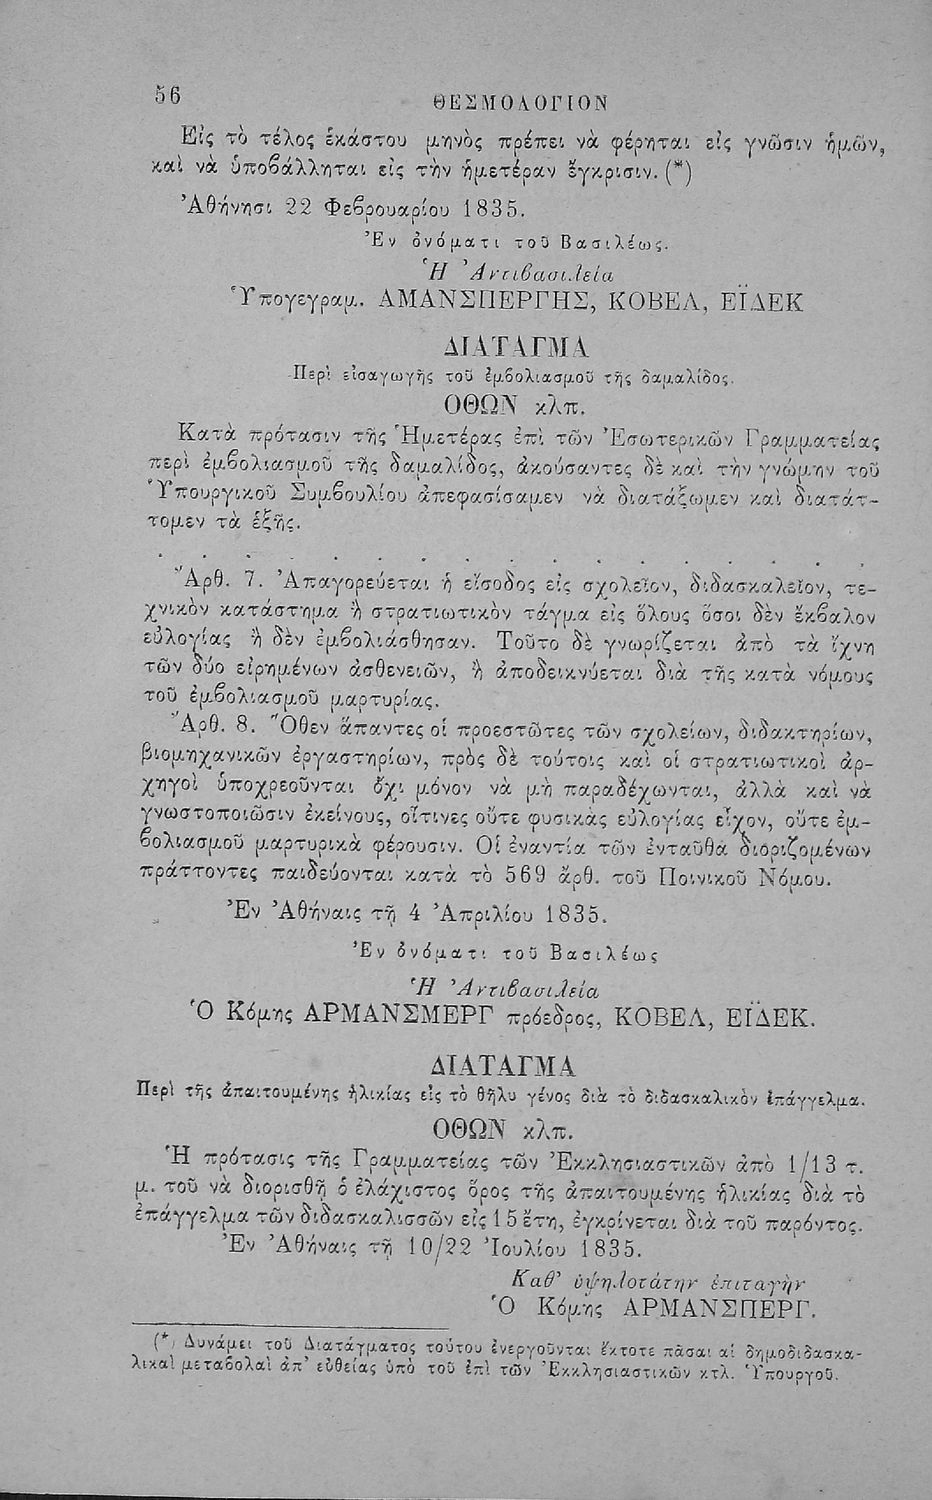 56
ΘΕΣΜΟΛΟΓΙΟΝ
Εἰς τὸ τέλος ἑκάστου μηνὸς πρέπει νὰ φέρηται εἰς γνῶσιν ἡμῶν,
καὶ νὰ ὑποβάλληται εἰς τὴν ἡμετέραν ἔγκρισιν. (*)
Ἀθήνησι 22 Φεβρουαρίου 1835.
Ἐν ὀνόματι τοῦ Βασιλέως.
Ἡ Ἀντιβασιλεία
Ὑπογεγραμ. ΑΜΑΝΣΠΕΡΓΗΣ, ΚΟΒΕΛ, ΕΪΔΕΚ
ΔΙΑΤΑΓΜΑ
Περὶ εἰσαγωγῆς τοῦ ἐμβολιασμοῦ τῆς δαμαλίδος.
ΟΘΩΝ κλπ.
Κατὰ πρότασιν τῆς Ἡμετέρας ἐπὶ τῶν Ἐσωτερικῶν Γραμματείας
περὶ ἐμβολιασμοῦ τῆς δαμαλίδος, ἀκούσαντες δὲ καὶ τὴν γνώμην τοῦ
Ὑπουργικοῦ Συμβουλίου ἀπεφασίσαμεν νὰ διατάξωμεν καὶ διατάτ-
τομεν τὰ ἑξῆς.
. . . . . . . . . . . . . . . . . .
Ἄρθ. 7. Ἀπαγορεύεται ἡ εἴσοδος εἰς σχολεῖον, διδασκαλεῖον, τε-
χνικὸν κατάστημα ἢ στρατιωτικὸν τάγμα εἰς ὅλους ὅσοι δὲν ἔκβαλον
εὐλογίας ἢ δὲν ἐμβολιάσθησαν. Τοῦτο δὲ γνωρίζεται ἀπὸ τὰ ἴχνη
τῶν δύο εἰρημένων ἀσθενειῶν, ἢ ἀποδεικνύεται διὰ τῆς κατὰ νόμους
τοῦ ἐμβολιασμοῦ μαρτυρίας.
Ἄρθ. 8. Ὅθεν ἅπαντες οἱ προεστῶτες τῶν σχολείων, διδακτηρίων,
βιομηχανικῶν ἐργαστηρίων, πρὸς δὲ τούτοις καὶ οἱ στρατιωτικοὶ ἀρ-
χηγοὶ ὑποχρεοῦνται ὄχι μόνον νὰ μὴ παραδέχωνται, ἀλλὰ καὶ νὰ
γνωστοποιῶσιν ἐκείνους, οἵτινες οὔτε φυσικὰς εὐλογίας εἶχον, οὔτε ἐμ-
βολιασμοῦ μαρτυρικὰ φέρουσιν. Οἱ ἐναντία τῶν ἐνταῦθα διοριζομένων
πράττοντες παιδεύονται κατὰ τὸ 569 ἄρθ. τοῦ Ποινικοῦ Νόμου.
Ἐν Ἀθήναις τῇ 4 Ἀπριλίου 1835.
Ἐν ὀνόματι τοῦ Βασιλέως
Ἡ Ἀντιβασιλεία
Ὁ Κόμης ΑΡΜΑΝΣΜΕΡΓ πρόεδρος, ΚΟΒΕΛ, ΕΪΔΕΚ.
ΔΙΑΤΑΓΜΑ
Περὶ τῆς ἀπαιτουμένης ἡλικίας εἰς τὸ θῆλυ γένος διὰ τὸ διδασκαλικὸν ἐπάγγελμα.
ΟΘΩΝ κλπ.
Ἡ πρότασις τῆς Γραμματείας τῶν Ἐκκλησιαστικῶν ἀπὸ 1/13 τ.
μ. τοῦ νὰ διορισθῇ ὁ ἐλάχιστος ὅρος τῆς ἀπαιτουμένης ἡλικίας διὰ τὸ
ἐπάγγελμα τῶν διδασκαλισσῶν εἰς 15 ἔτη, ἐγκρίνεται διὰ τοῦ παρόντος.
Ἐν Ἀθήναις τῇ 10/22 Ἰουλίου 1835.
Καθ' ὑψηλοτάτην ἐπιταγὴν
Ὁ Κόμης ΑΡΜΑΝΣΠΕΡΓ.
(*) Δυνάμει τοῦ Διατάγματος τούτου ἐνεργοῦνται ἔκτοτε πᾶσαι αἱ δημοδιδασκα-
λικαὶ μεταβολαὶ ἀπ' εὐθείας ὑπὸ τοῦ ἐπὶ τῶν Ἐκκλησιαστικῶν κτλ. Ὑπουργοῦ.